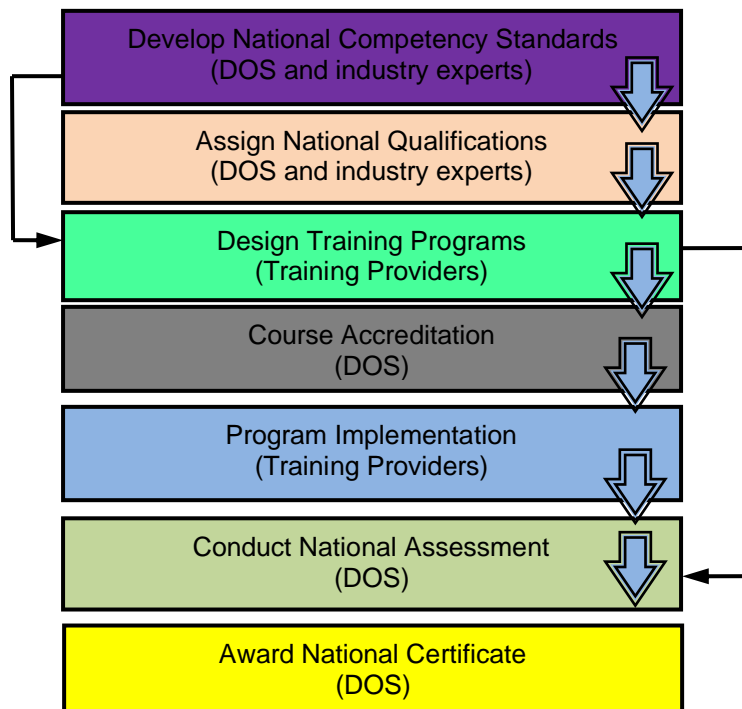 Develop National Competency Standards
(DOS and industry experts)
Assign National Qualifications
(DOS and industry experts)
Design Training Programs
(Training Providers)
Course Accreditation
(DOS)
Program Implementation
(Training Providers)
Conduct National Assessment
(DOS)
Award National Certificate
(DOS)